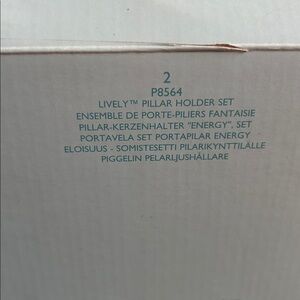 2
P8564
LIVELY™ PILLAR HOLDER SET
ENSEMBLE DE PORTE-PILIERS FANTAISIE
PILLAR-KERZENHALTER "ENERGY", SET
PORTAVELA SET PORTAPILAR ENERGY
ELOISUUS - SOMISTESETTI PILARIKYNTTILÄLLE
PIGGELIN PELARLJUSHÅLLARE